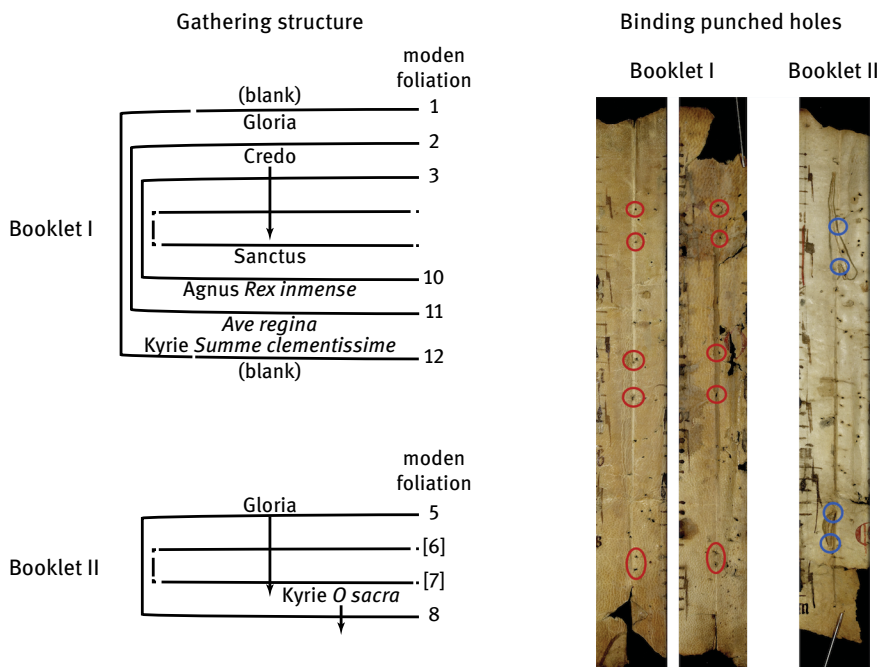 Gathering structure
moden
foliation
(blank)
1
Gloria
2
Credo
3
Booklet I
Sanctus
10
Agnus Rex inmense
11
Ave regina
Kyrie Summe clementissime
12
(blank)
moden
foliation
Gloria
5
[6]
Booklet II
[7]
Kyrie O sacra
8
Binding punched holes
Booklet I
Booklet II